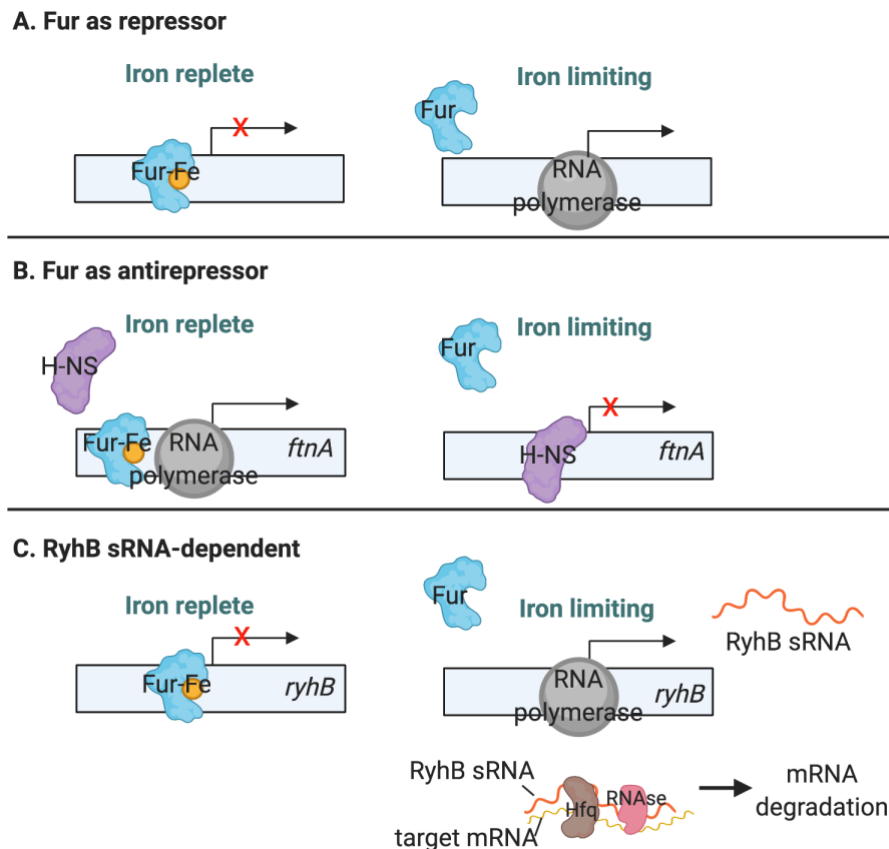 A. Fur as repressor
Iron replete
Fur-Fe
X
Iron limiting
Fur
RNA
polymerase
B. Fur as antirepressor
Iron replete
H-NS
Fur-Fe
RNA
polymerase
ftnA
Iron limiting
Fur
X
H-NS
ftnA
C. RyhB sRNA-dependent
Iron replete
X
Fur-Fe
ryhB
Fur
Iron limiting
RyhB sRNA
RNA
polymerase
ryhB
RyhB sRNA
Hfq
RNAse
target mRNA
mRNA
degradation